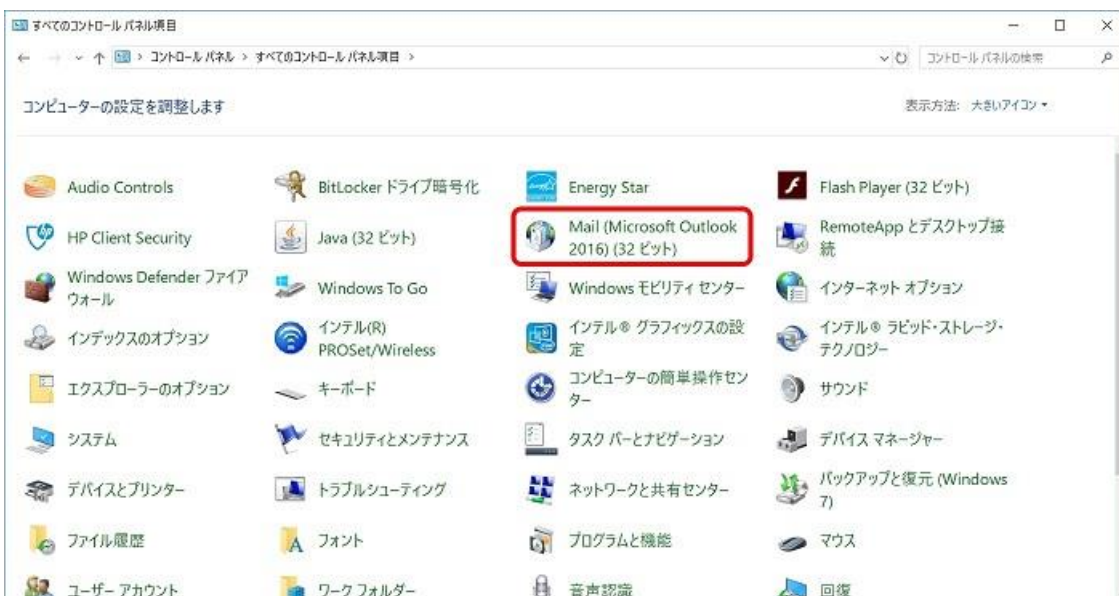 すべてのコントロール パネル項目
コントロール パネル › すべてのコントロール パネル項目 ›
コントロール パネルの検索
コンピューターの設定を調整します
表示方法: 大きいアイコン
Audio Controls
BitLocker ドライブ暗号化
Energy Star
Flash Player (32 ビット)
HP Client Security
Java (32 ビット)
Mail (Microsoft Outlook
2016) (32 ビット)
RemoteApp とデスクトップ接
続
Windows Defender ファイア
ウォール
Windows To Go
Windows モビリティ センター
インターネット オプション
インデックスのオプション
インテル(R)
PROSet/Wireless
インテル® グラフィックスの設
定
インテル® ラピッド・ストレージ・
テクノロジー
エクスプローラーのオプション
キーボード
コンピューターの簡単操作セン
ター
サウンド
システム
セキュリティとメンテナンス
タスク バーとナビゲーション
デバイス マネージャー
デバイスとプリンター
トラブルシューティング
ネットワークと共有センター
バックアップと復元 (Windows
7)
ファイル履歴
フォント
プログラムと機能
マウス
ユーザー アカウント
ワーク フォルダー
音声認識
回復